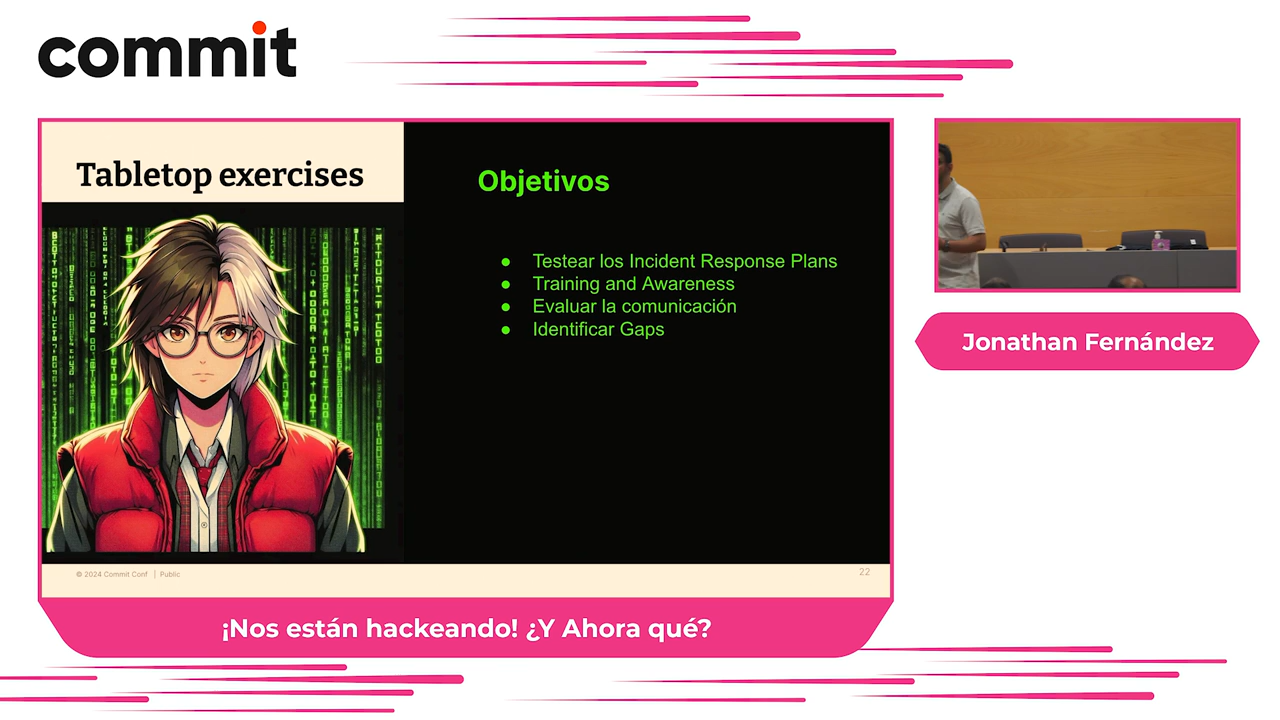 commit
Tabletop exercises
Objetivos
● Testear los Incident Response Plans
● Training and Awareness
● Evaluar la comunicación
● Identificar Gaps
© 2024 Commit Conf | Public
22
Jonathan Fernández
¡Nos están hackeando! ¿Y Ahora qué?